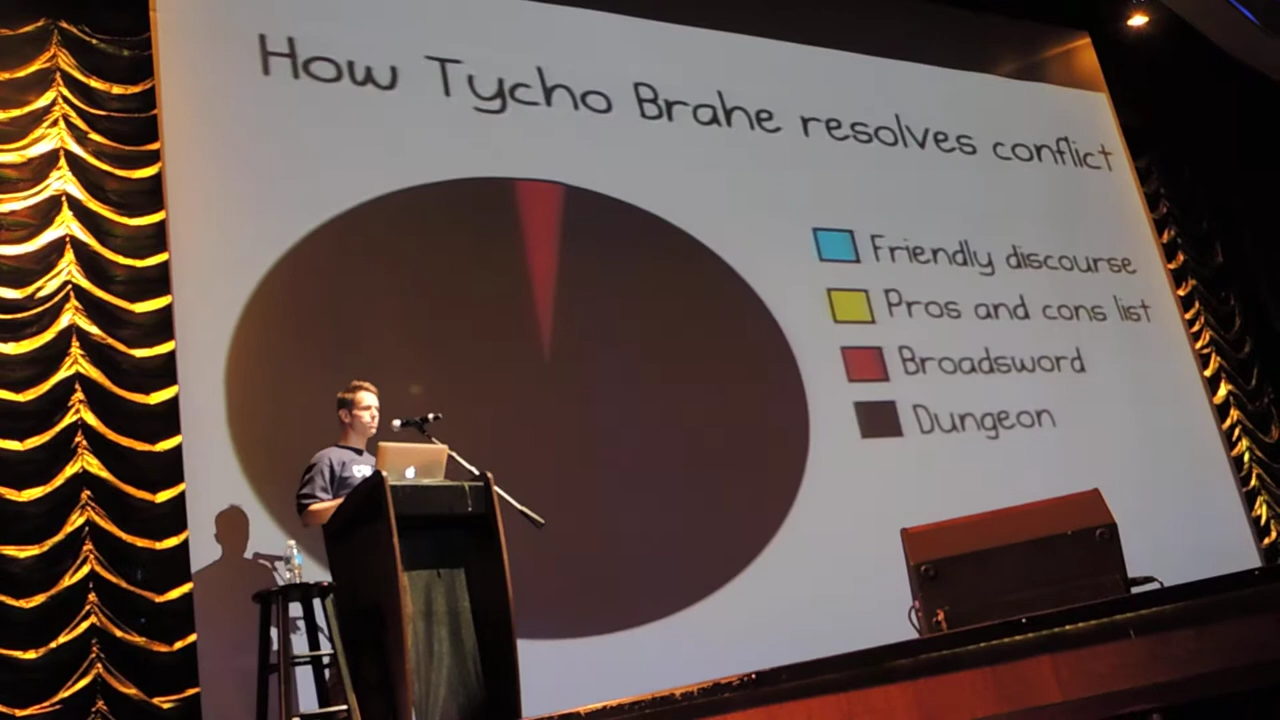 How Tycho Brahe resolves conflict
Friendly discourse
Pros and cons list
Broadsword
Dungeon